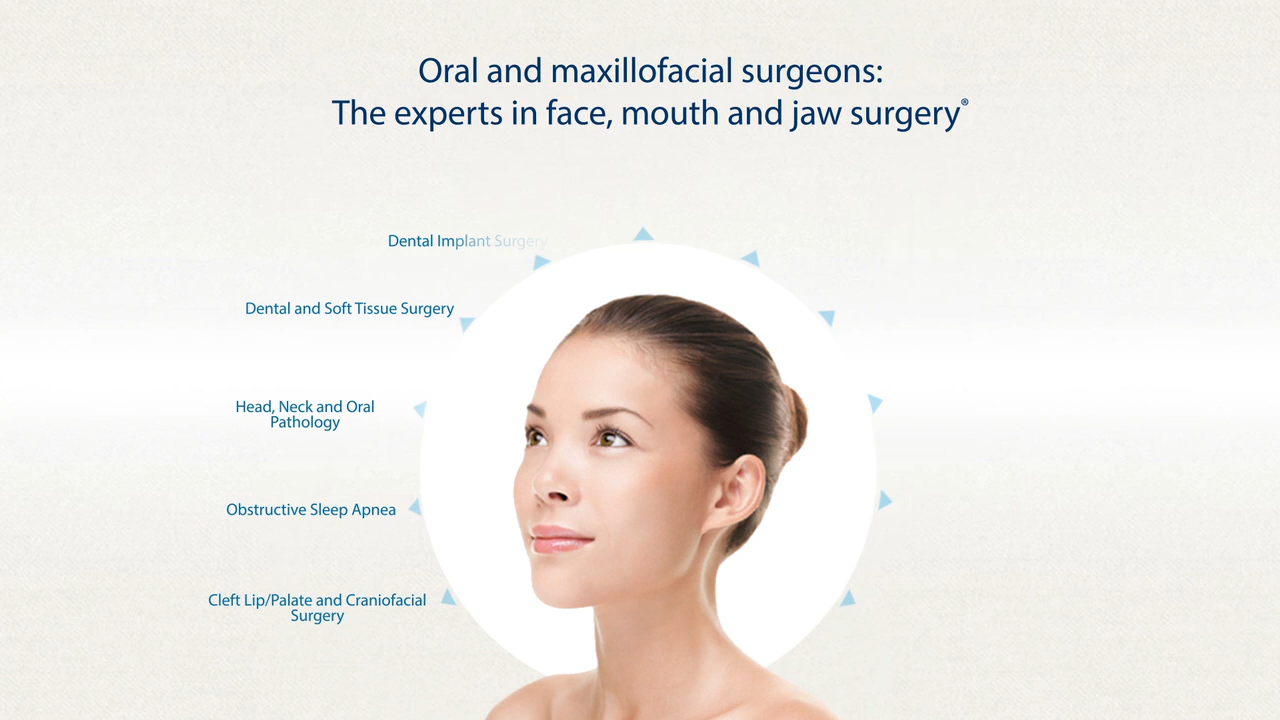 Oral and maxillofacial surgeons:
The experts in face, mouth and jaw surgery®
Dental Implant Surgery
Dental and Soft Tissue Surgery
Head, Neck and Oral
Pathology
Obstructive Sleep Apnea
Cleft Lip/Palate and Craniofacial
Surgery